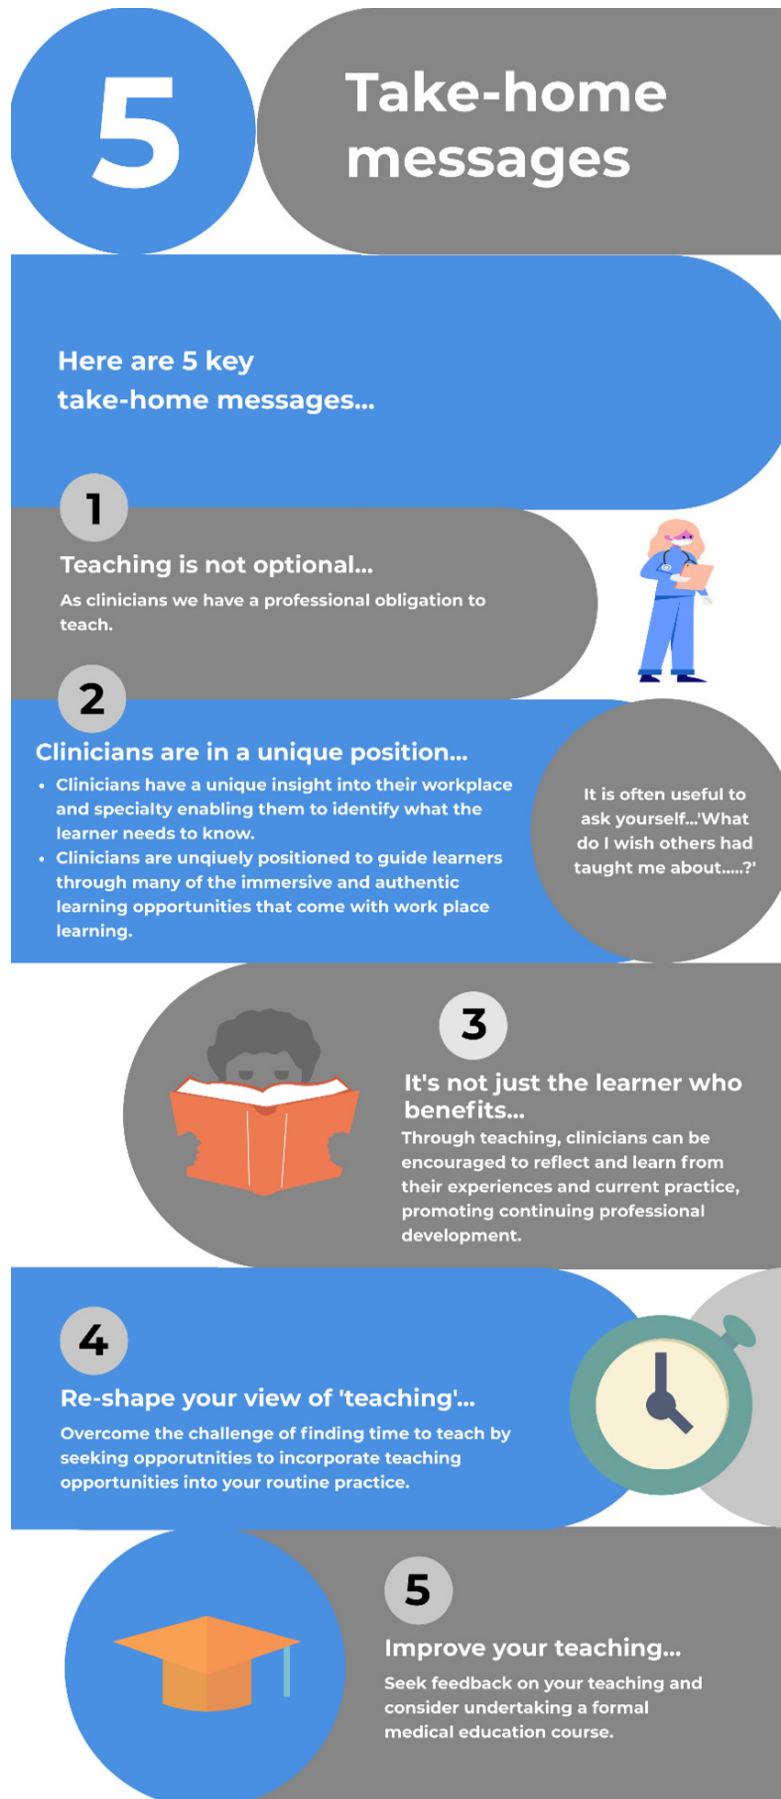 5
Take-home
messages
Here are 5 key
take-home messages...
1
Teaching is not optional...
As clinicians we have a professional obligation to
teach.
2
Clinicians are in a unique position...
• Clinicians have a unique insight into their workplace
and specialty enabling them to identify what the
learner needs to know.
• Clinicians are unqiuely positioned to guide learners
through many of the immersive and authentic
learning opportunities that come with work place
learning.
It is often useful to
ask yourself...'What
do I wish others had
taught me about.....?'
3
It's not just the learner who
benefits...
Through teaching, clinicians can be
encouraged to reflect and learn from
their experiences and current practice,
promoting continuing professional
development.
4
Re-shape your view of 'teaching'...
Overcome the challenge of finding time to teach by
seeking opporutnities to incorporate teaching
opportunities into your routine practice.
5
Improve your teaching...
Seek feedback on your teaching and
consider undertaking a formal
medical education course.